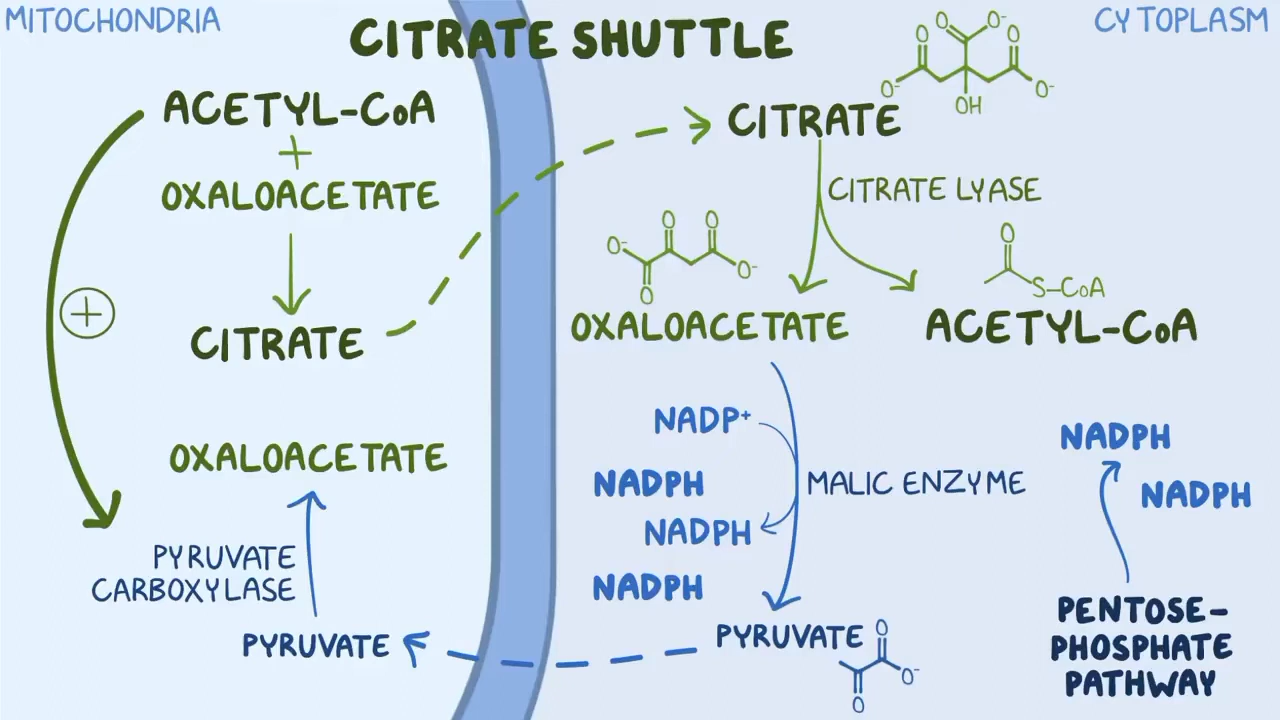 MITOCHONDRIA
CITRATE SHUTTLE
CYTOPLASM
ACETYL-CoA
+
OXALOACETATE
CITRATE
+
OXALOACETATE
PYRUVATE
CARBOXYLASE
PYRUVATE
CITRATE
O
O⁻
O
O⁻
O
O⁻
OH
CITRATE LYASE
O⁻
O
O
O
O⁻
OXALOACETATE
O
S-CoA
ACETYL-CoA
NADP⁺
NADPH
NADPH
NADPH
MALIC ENZYME
PYRUVATE
O
O⁻
O
NADPH
NADPH
PENTOSE-
PHOSPHATE
PATHWAY